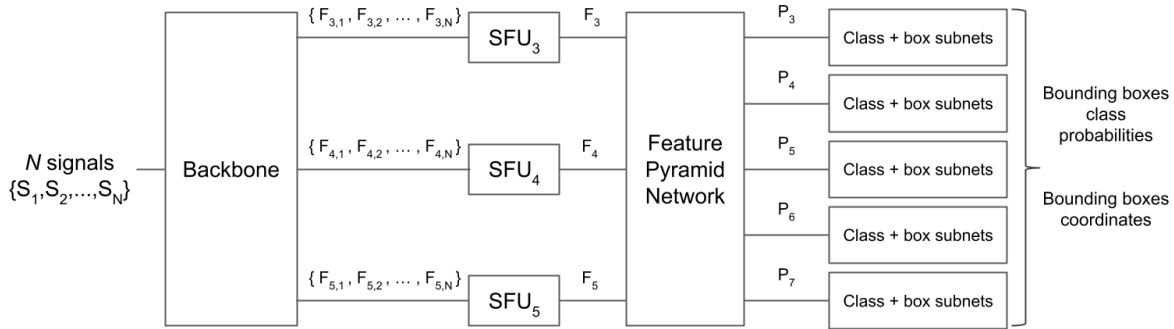 N signals
{S₁,S₂,...,S_N}
Backbone
{ F₃,₁ , F₃,₂ , … , F₃,N }
SFU₃
F₃
{ F₄,₁ , F₄,₂ , … , F₄,N }
SFU₄
F₄
{ F₅,₁ , F₅,₂ , … , F₅,N }
SFU₅
F₅
Feature
Pyramid
Network
P₃
Class + box subnets
P₄
Class + box subnets
P₅
Class + box subnets
P₆
Class + box subnets
P₇
Class + box subnets
Bounding boxes
class
probabilities
Bounding boxes
coordinates